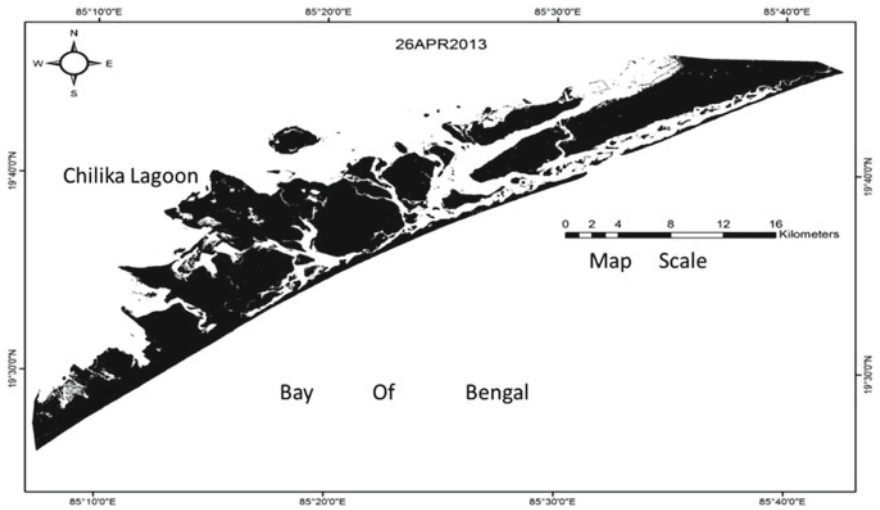 85°10'0"E 85°20'0"E 85°30'0"E 85°40'0"E
26APR2013
N
W E
S
19°40'0"N
19°40'0"N
Chilika Lagoon
0 2 4 8 12 16
Kilometers
Map Scale
19°30'0"N
19°30'0"N
Bay Of Bengal
85°10'0"E 85°20'0"E 85°30'0"E 85°40'0"E